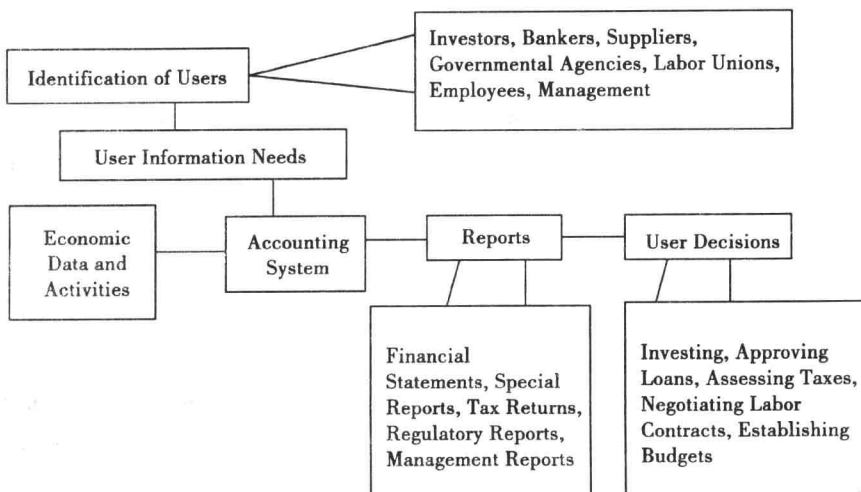 Identification of Users
Investors, Bankers, Suppliers,
Governmental Agencies, Labor Unions,
Employees, Management
User Information Needs
Economic
Data and
Activities
Accounting
System
Reports
User Decisions
Financial
Statements, Special
Reports, Tax Returns,
Regulatory Reports,
Management Reports
Investing, Approving
Loans, Assessing Taxes,
Negotiating Labor
Contracts, Establishing
Budgets